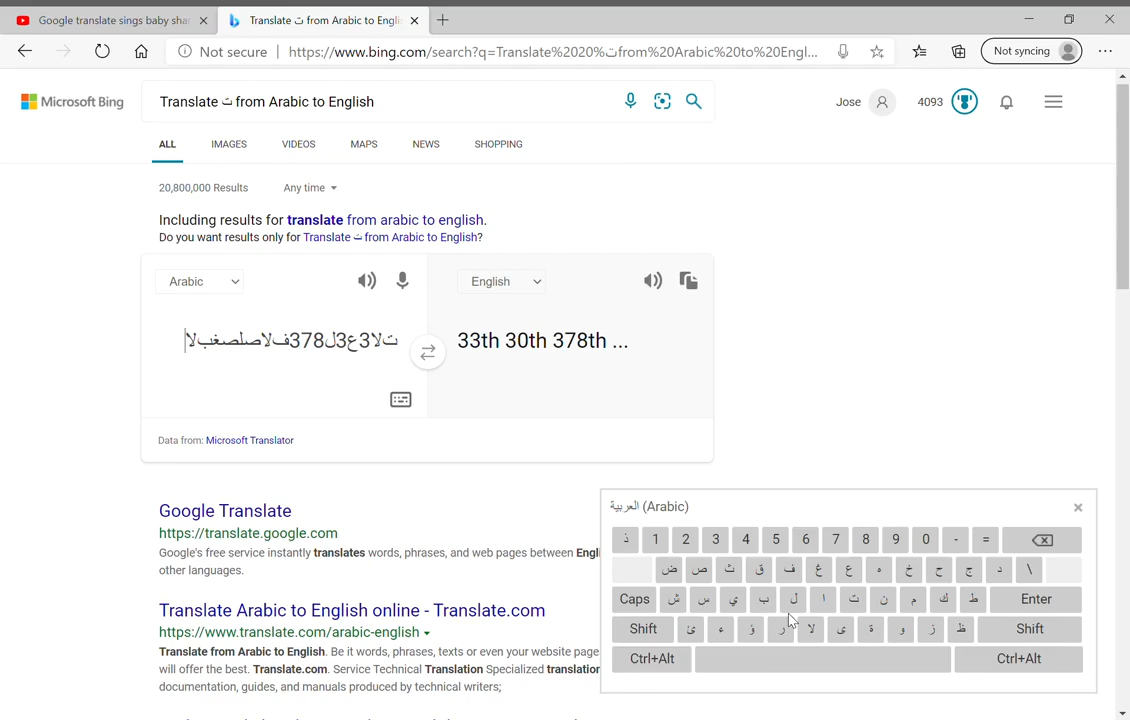 Google translate sings baby shar
Translate ت from Arabic to Engli
Not secure
https://www.bing.com/search?q=Translate%2020%تfrom%20Arabic%20to%20Engl...
Not syncing
Microsoft Bing
Translate ت from Arabic to English
Jose
4093
ALL
IMAGES
VIDEOS
MAPS
NEWS
SHOPPING
20,800,000 Results
Any time
Including results for translate from arabic to english.
Do you want results only for Translate ت from Arabic to English?
Arabic
English
تلا3ع3ل378فلاصلصغبلا
33th 30th 378th ...
Data from: Microsoft Translator
Google Translate
https://translate.google.com
Google's free service instantly translates words, phrases, and web pages between Engl
other languages.
Translate Arabic to English online - Translate.com
https://www.translate.com/arabic-english
Translate from Arabic to English. Be it words, phrases, texts or even your website page
will offer the best. Translate.com. Service Technical Translation Specialized translation
documentation, guides, and manuals produced by technical writers;
العربية (Arabic)
ذ 1 2 3 4 5 6 7 8 9 0 - =
ض ص ث ق ف غ ع ه خ ح ج د \
Caps ش س ي ب ل ا ت ن م ك ط Enter
Shift ئ ء ؤ ر لا ى ة و ز ظ Shift
Ctrl+Alt Ctrl+Alt